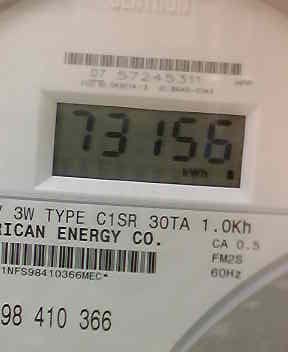 07 57245311
73156
kWh
V 3W TYPE C1SR 30TA 1.0Kh
RICAN ENERGY CO.
CA 0.5
FM2S
60Hz
1NFS98410366MEC*
98 410 366